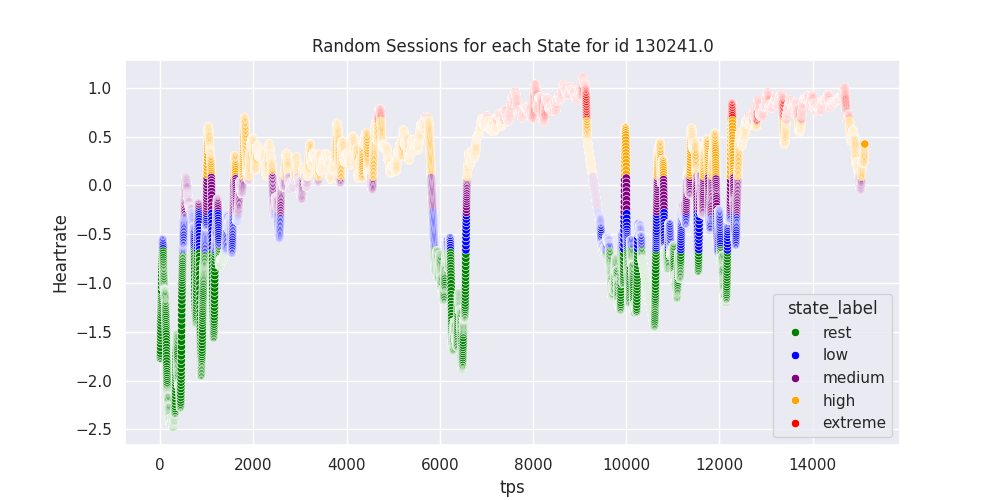 Random Sessions for each State for id 130241.0
Heartrate
1.0
0.5
0.0
−0.5
−1.0
−1.5
−2.0
−2.5
0 2000 4000 6000 8000 10000 12000 14000
tps
state_label
rest
low
medium
high
extreme